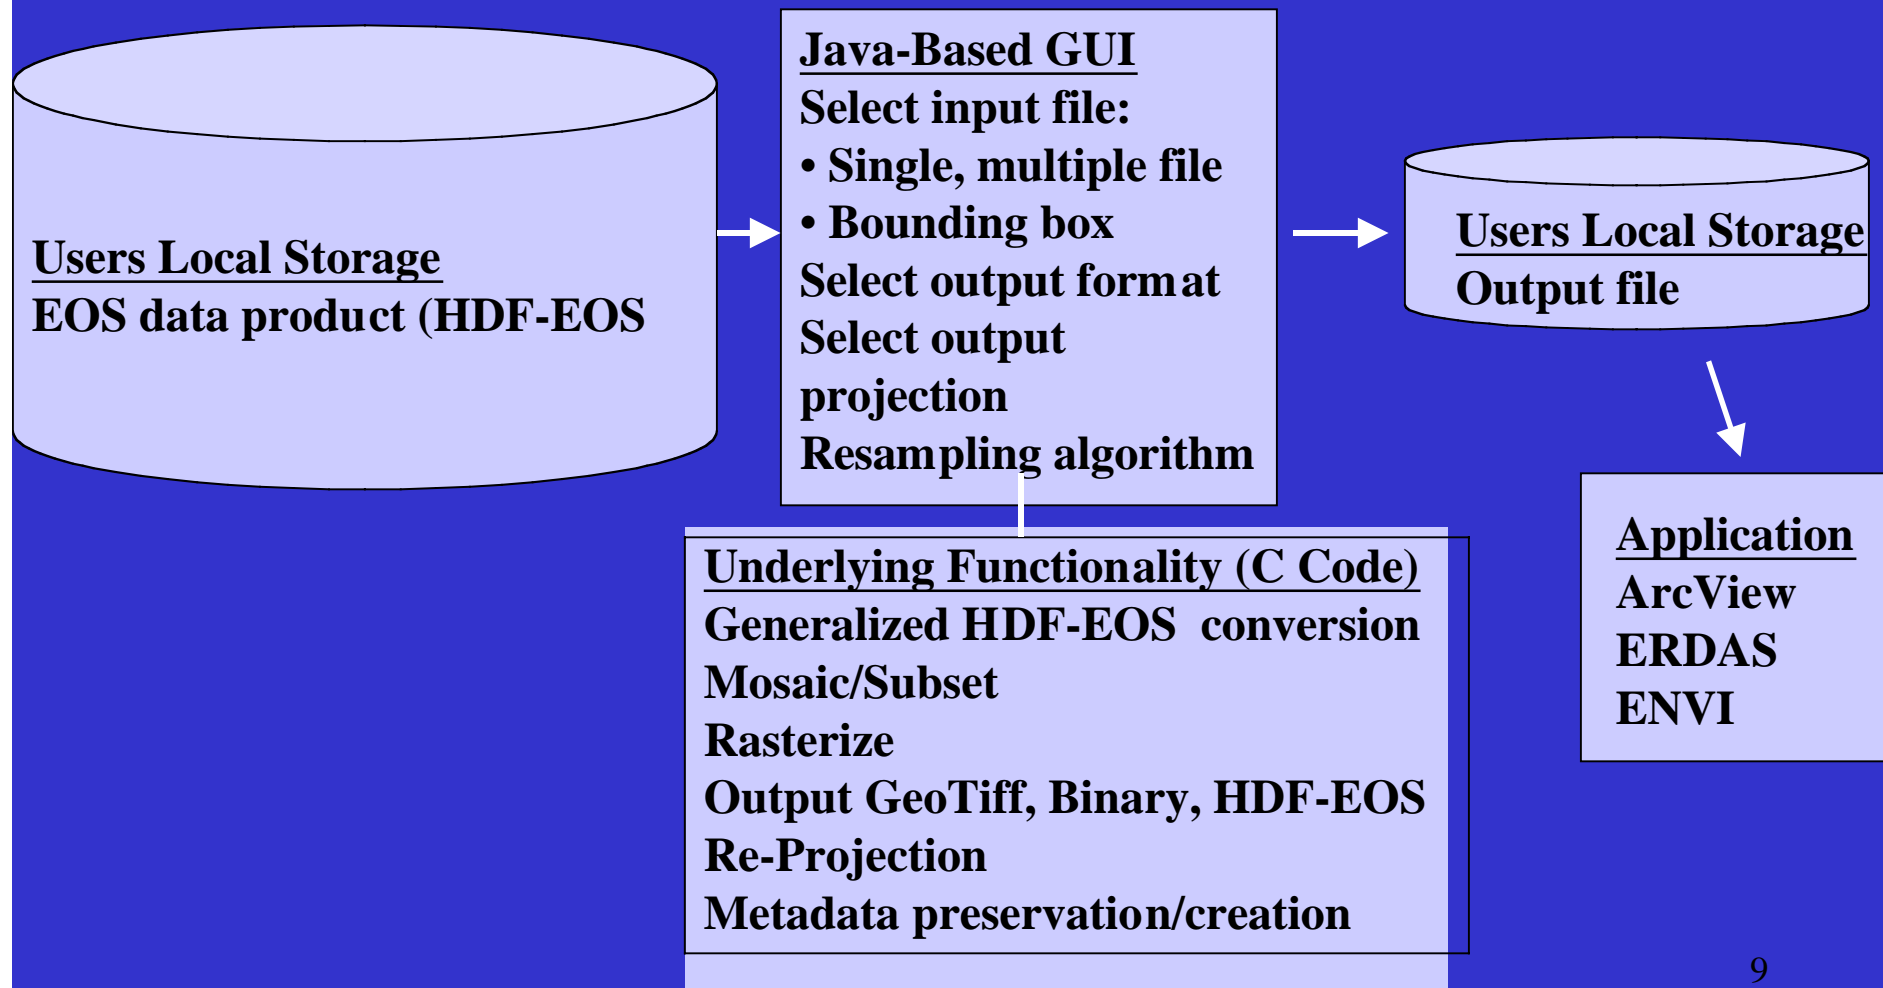 Users Local Storage
EOS data product (HDF-EOS
Java-Based GUI
Select input file:
• Single, multiple file
• Bounding box
Select output format
Select output
projection
Resampling algorithm
Users Local Storage
Output file
Underlying Functionality (C Code)
Generalized HDF-EOS conversion
Mosaic/Subset
Rasterize
Output GeoTiff, Binary, HDF-EOS
Re-Projection
Metadata preservation/creation
Application
ArcView
ERDAS
ENVI
9